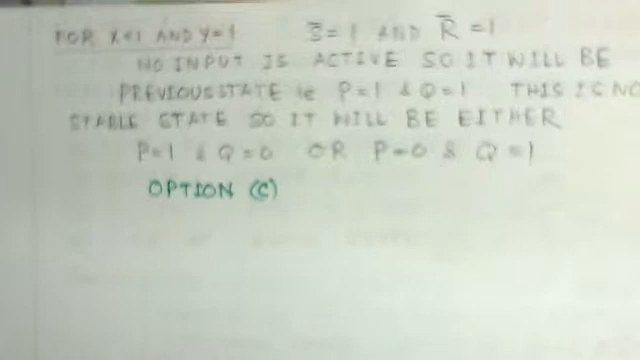 FOR X=1 AND Y=1 S̅=1 AND R̅=1
NO INPUT IS ACTIVE SO IT WILL BE
PREVIOUS STATE ie P=1 & Q=1 THIS IS NO
STABLE STATE SO IT WILL BE EITHER
P=1 & Q=0 OR P=0 & Q=1
OPTION (C)